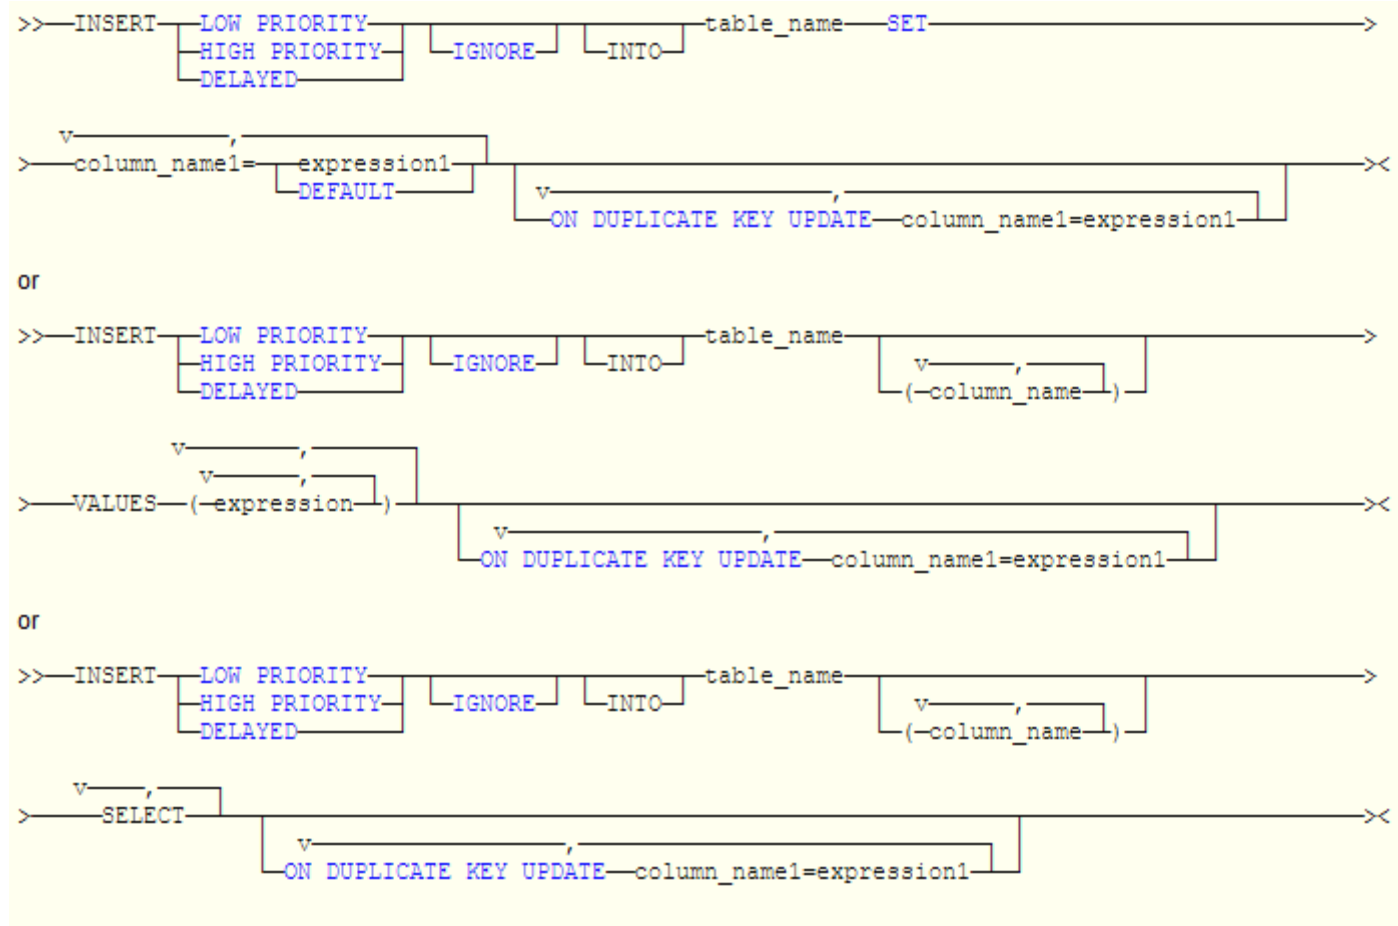 >>—INSERT—LOW PRIORITY—IGNORE—INTO—table_name—SET—>
HIGH PRIORITY
DELAYED
v—,—
>—column_name1=—expression1—><
DEFAULT
v—,—
ON DUPLICATE KEY UPDATE—column_name1=expression1
or
>>—INSERT—LOW PRIORITY—table_name—>
HIGH PRIORITY—IGNORE—INTO—v—,—
DELAYED—(—column_name—)
v—,—
v—,—
>—VALUES—(—expression—)—><
v—,—
ON DUPLICATE KEY UPDATE—column_name1=expression1
or
>>—INSERT—LOW PRIORITY—table_name—>
HIGH PRIORITY—IGNORE—INTO—v—,—
DELAYED—(—column_name—)
v—,—
>—SELECT—><
v—,—
ON DUPLICATE KEY UPDATE—column_name1=expression1